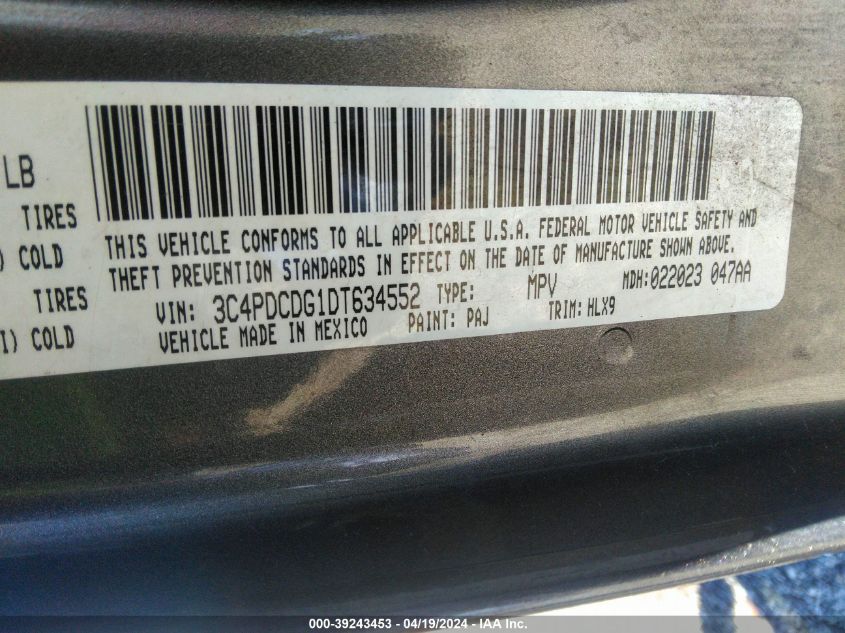 LB
TIRES
) COLD
TIRES
I) COLD
THIS VEHICLE CONFORMS TO ALL APPLICABLE U.S.A. FEDERAL MOTOR VEHICLE SAFETY AND
THEFT PREVENTION STANDARDS IN EFFECT ON THE DATE OF MANUFACTURE SHOWN ABOVE.
VIN: 3C4PDCDG1DT634552 TYPE: MPV MDH:022023 047AA
VEHICLE MADE IN MEXICO PAINT: PAJ TRIM: HLX9
000-39243453 - 04/19/2024 - IAA Inc.